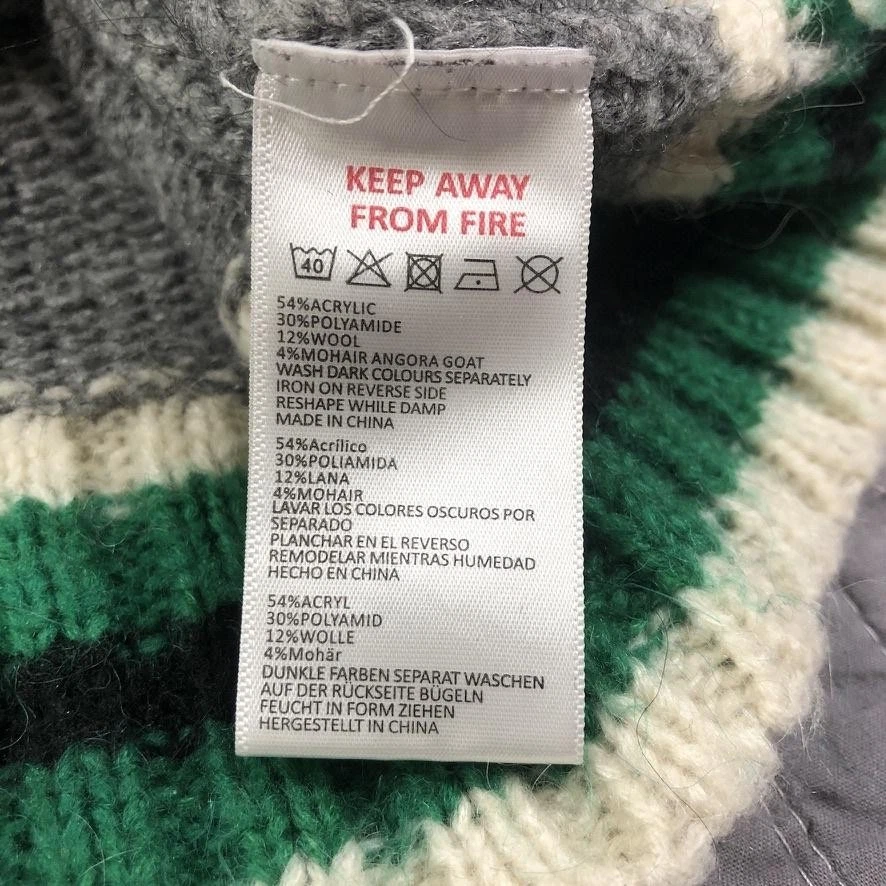 KEEP AWAY
FROM FIRE
40
54%ACRYLIC
30%POLYAMIDE
12%WOOL
4%MOHAIR ANGORA GOAT
WASH DARK COLOURS SEPARATELY
IRON ON REVERSE SIDE
RESHAPE WHILE DAMP
MADE IN CHINA
54%Acrílico
30%POLIAMIDA
12%LANA
4%MOHAIR
LAVAR LOS COLORES OSCUROS POR
SEPARADO
PLANCHAR EN EL REVERSO
REMODELAR MIENTRAS HUMEDAD
HECHO EN CHINA
54%ACRYL
30%POLYAMID
12%WOLLE
4%Mohär
DUNKLE FARBEN SEPARAT WASCHEN
AUF DER RÜCKSEITE BÜGELN
FEUCHT IN FORM ZIEHEN
HERGESTELLT IN CHINA